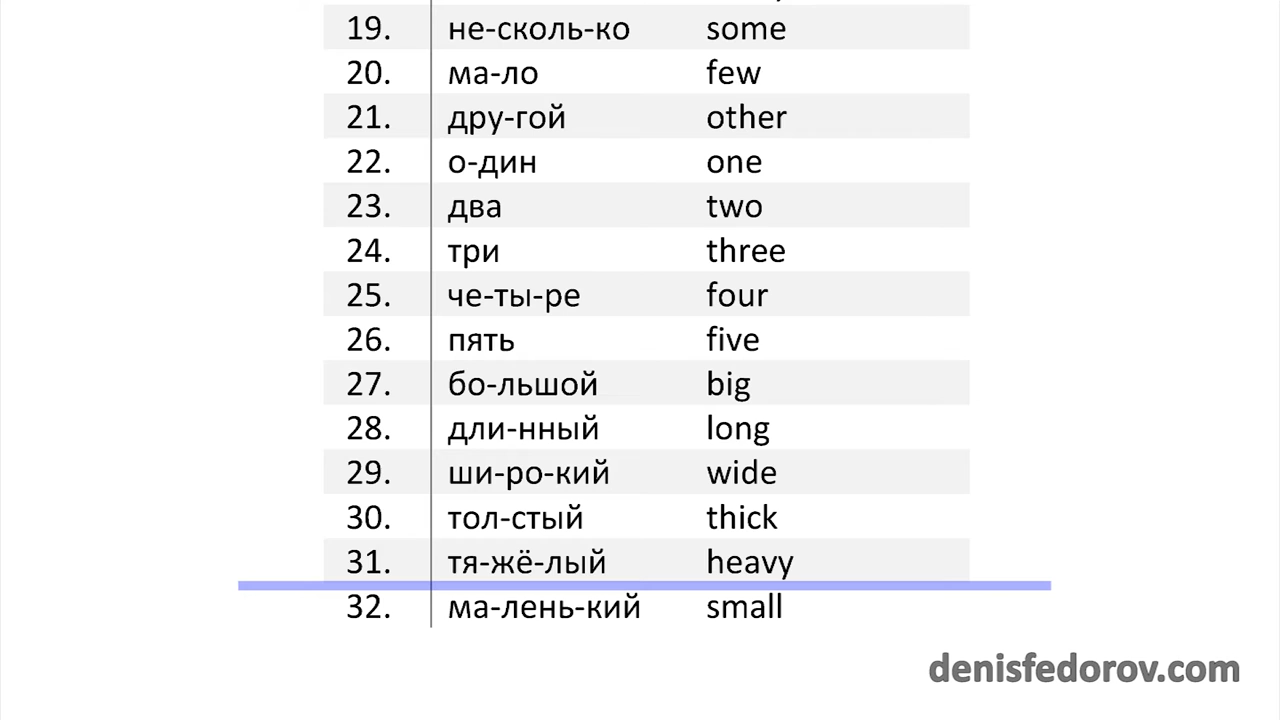 19. не-сколь-ко some
20. ма-ло few
21. дру-гой other
22. о-дин one
23. два two
24. три three
25. че-ты-ре four
26. пять five
27. бо-льшой big
28. дли-нный long
29. ши-ро-кий wide
30. тол-стый thick
31. тя-жё-лый heavy
32. ма-лень-кий small
denisfedorov.com